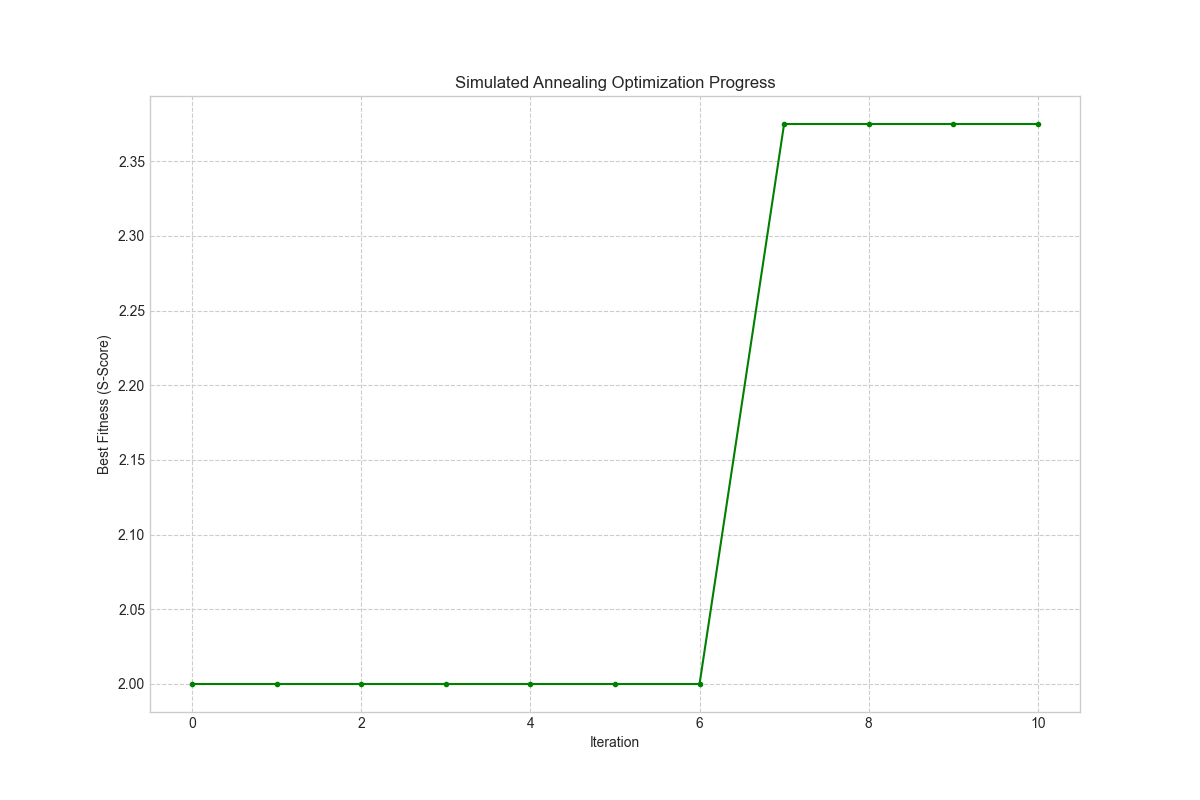 Simulated Annealing Optimization Progress
Best Fitness (S-Score)
2.35
2.30
2.25
2.20
2.15
2.10
2.05
2.00
0 2 4 6 8 10
Iteration